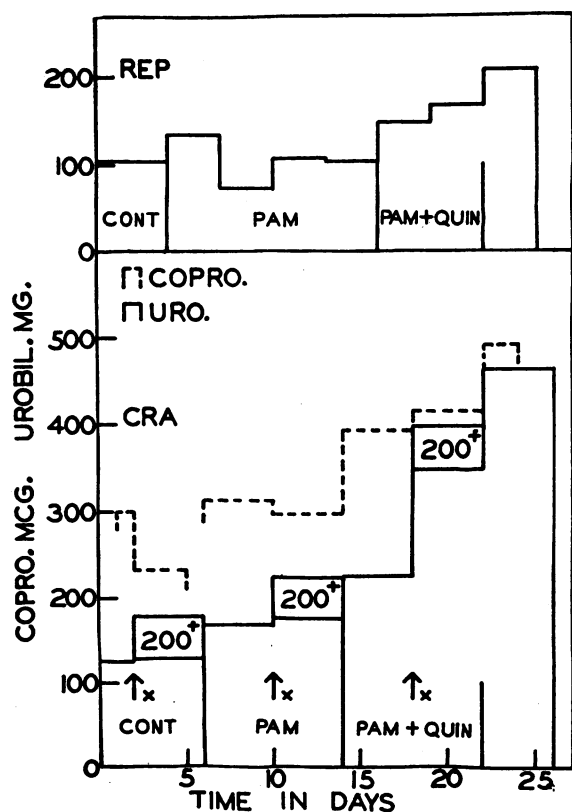 200
REP
100
CONT PAM PAM+QUIN
0
COPRO.
URO.
500
CRA
400
200+
300
200
200+
200+
100
x x x
CONT PAM PAM + QUIN
0
5 10 15 20 25
TIME IN DAYS
COPRO. MCG. UROBIL. MG.